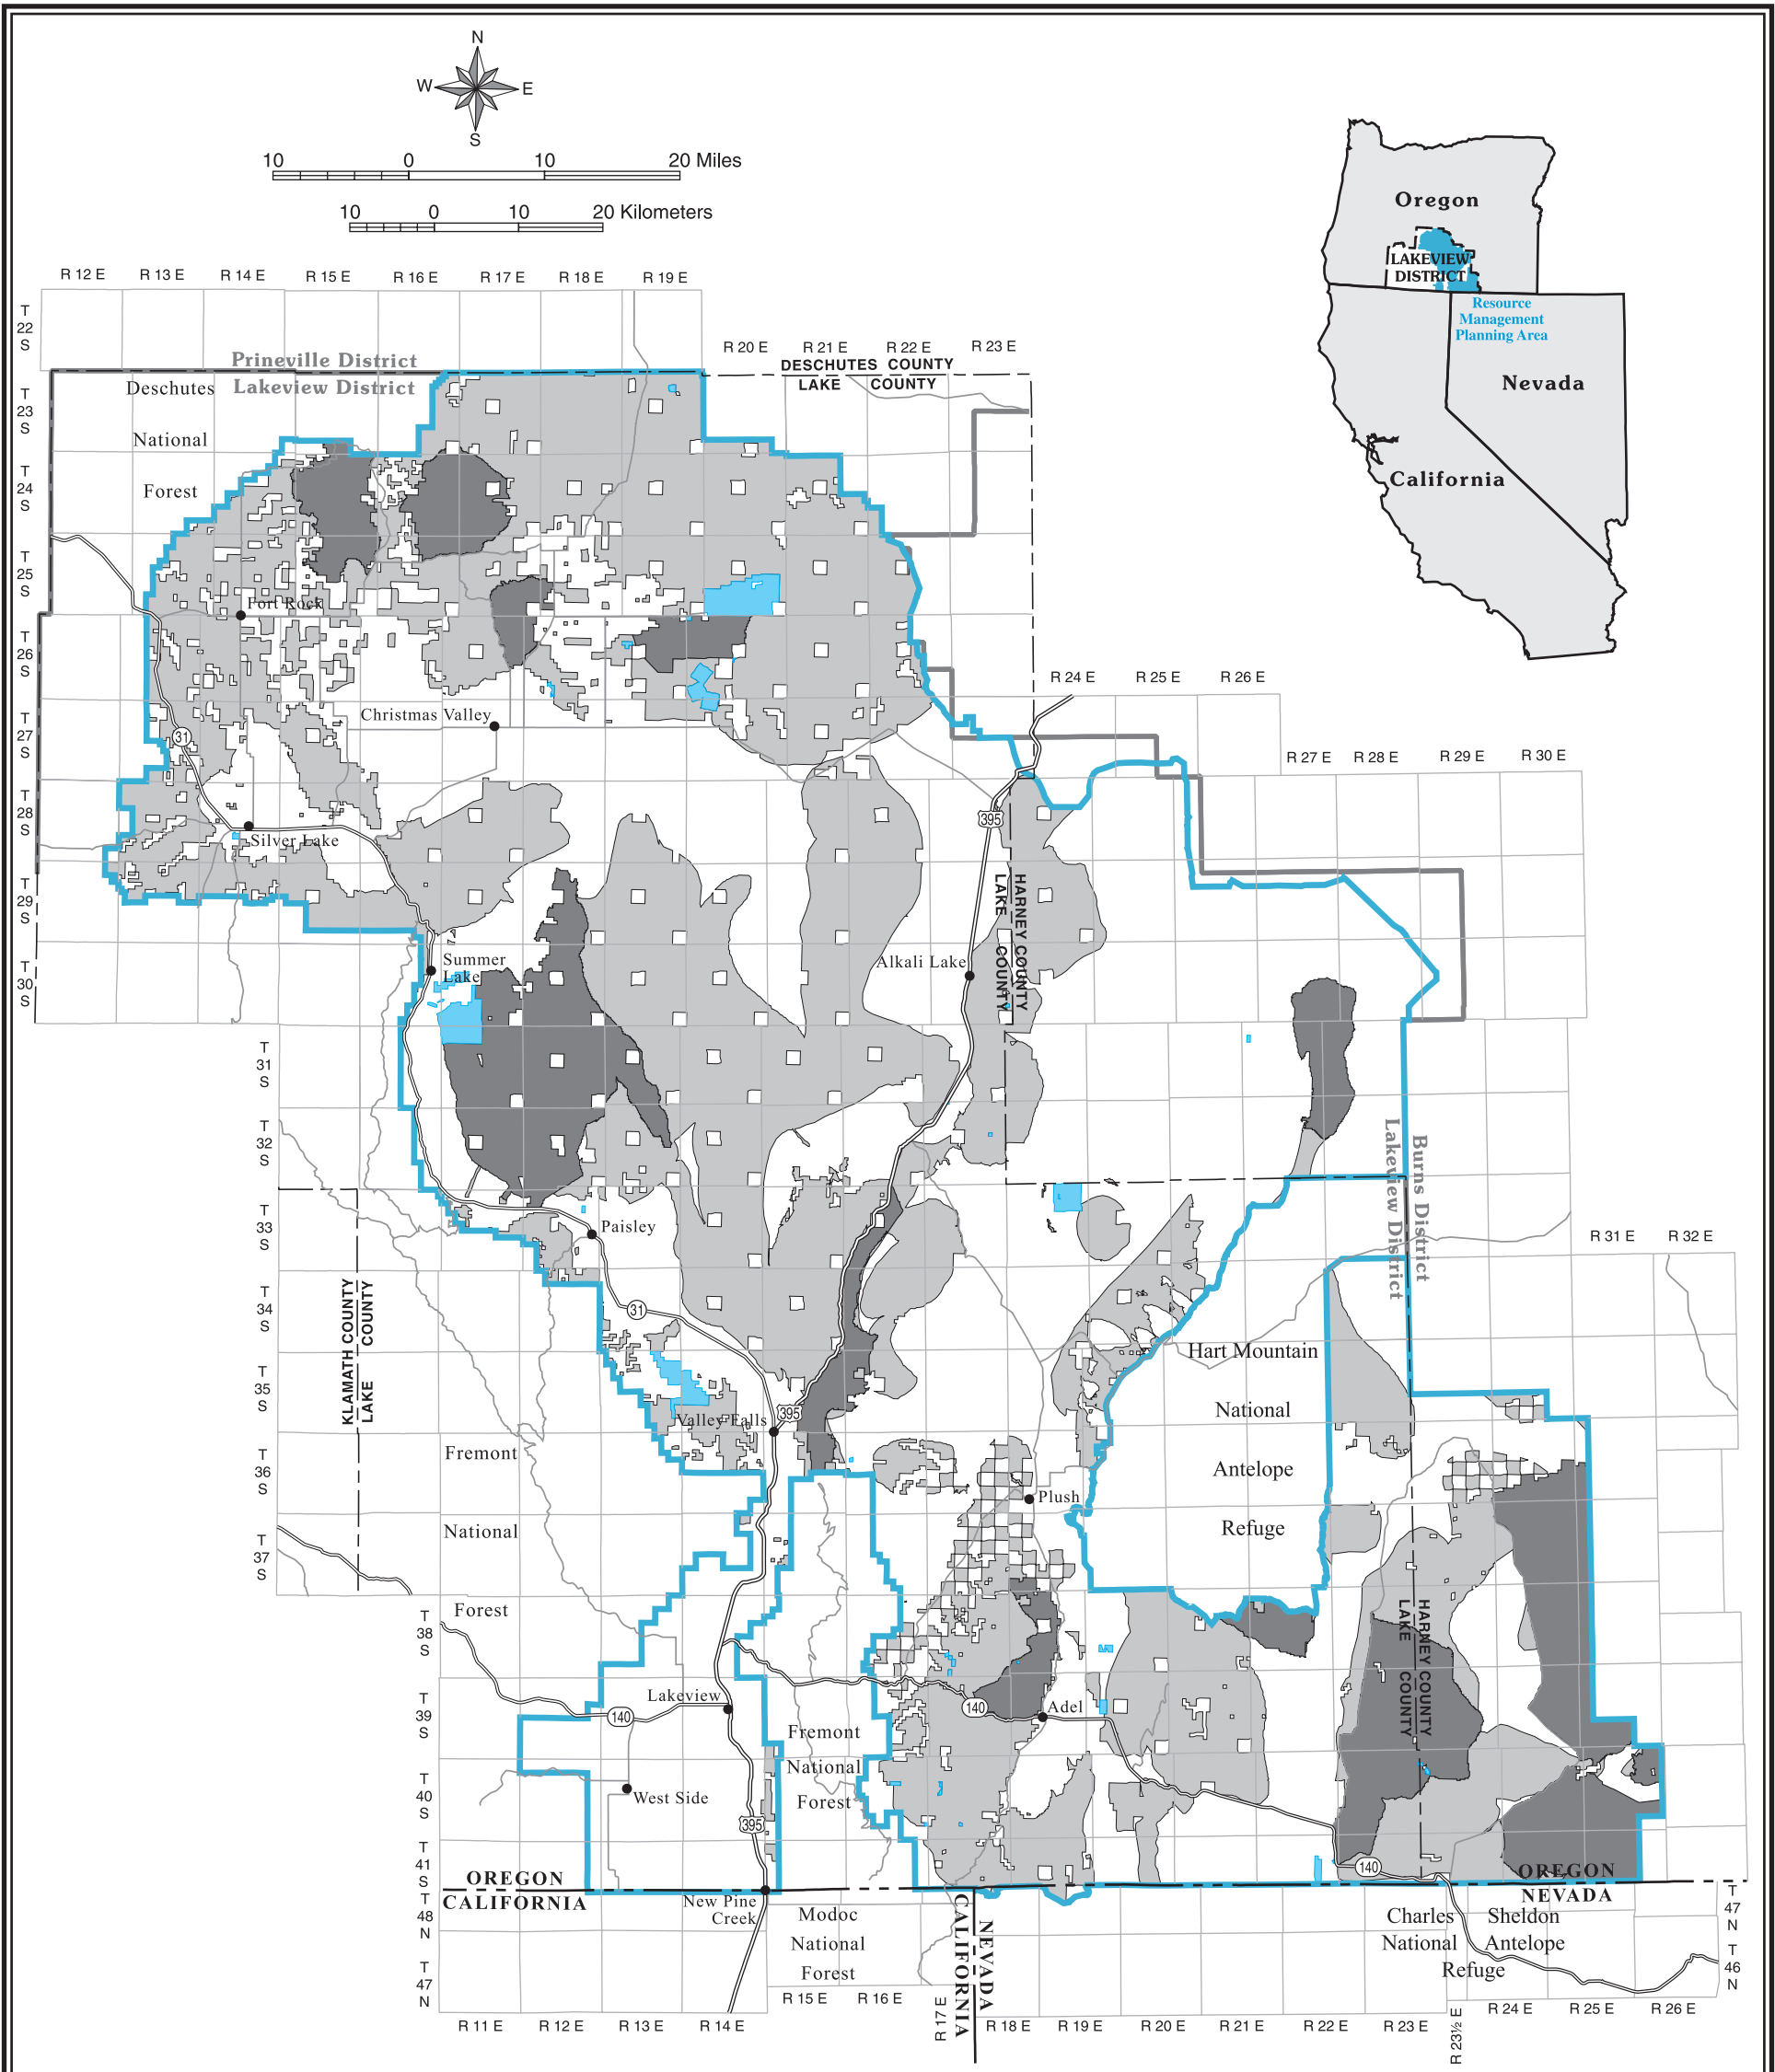 N
W E
S
10 0 10 20 Miles
10 0 10 20 Kilometers
Oregon
LAKEVIEW
DISTRICT
Resource
Management
Planning Area
Nevada
California
R 12 E R 13 E R 14 E R 15 E R 16 E R 17 E R 18 E R 19 E
R 20 E R 21 E R 22 E R 23 E
T
22
S
Prineville District
Lakeview District
DESCHUTES COUNTY
LAKE COUNTY
Deschutes
National
Forest
T
23
S
T
24
S
T
25
S
Fort Rock
T
26
S
R 24 E R 25 E R 26 E
Christmas Valley
T
27
S
31
R 27 E R 28 E R 29 E R 30 E
T
28
S
395
Silver Lake
T
29
S
HARNEY COUNTY
LAKE COUNTY
Summer
Lake
Alkali Lake
T
30
S
T
31
S
T
32
S
Lakeview District
Burns District
T
33
S
Paisley
R 31 E R 32 E
KLAMATH COUNTY
LAKE COUNTY
T
34
S
31
Hart Mountain
National
Antelope
Refuge
T
35
S
395
Valley Falls
Fremont
National
Forest
T
36
S
Plush
T
37
S
T
38
S
HARNEY COUNTY
LAKE COUNTY
Lakeview
140
140
Adel
T
39
S
Fremont
National
Forest
T
40
S
West Side
395
T
41
S
140
OREGON
CALIFORNIA
OREGON
NEVADA
New Pine
Creek
T
48
N
Modoc
National
Forest
CALIFORNIA
NEVADA
Charles Sheldon
National Antelope
Refuge
T
47
N
T
46
N
T
47
N
R 15 E R 16 E
R 17 E
R 11 E R 12 E R 13 E R 14 E
R 18 E R 19 E R 20 E R 21 E R 22 E R 23 E
R 23½ E
R 24 E R 25 E R 26 E